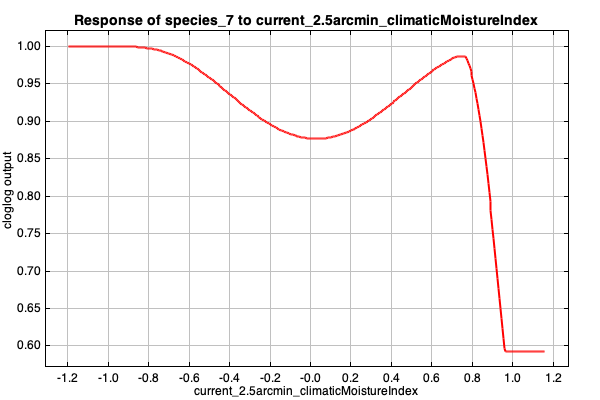 Response of species_7 to current_2.5arcmin_climaticMoistureIndex
1.00
0.95
0.90
0.85
0.80
0.75
0.70
0.65
0.60
cloglog output
-1.2 -1.0 -0.8 -0.6 -0.4 -0.2 -0.0 0.2 0.4 0.6 0.8 1.0 1.2
current_2.5arcmin_climaticMoistureIndex